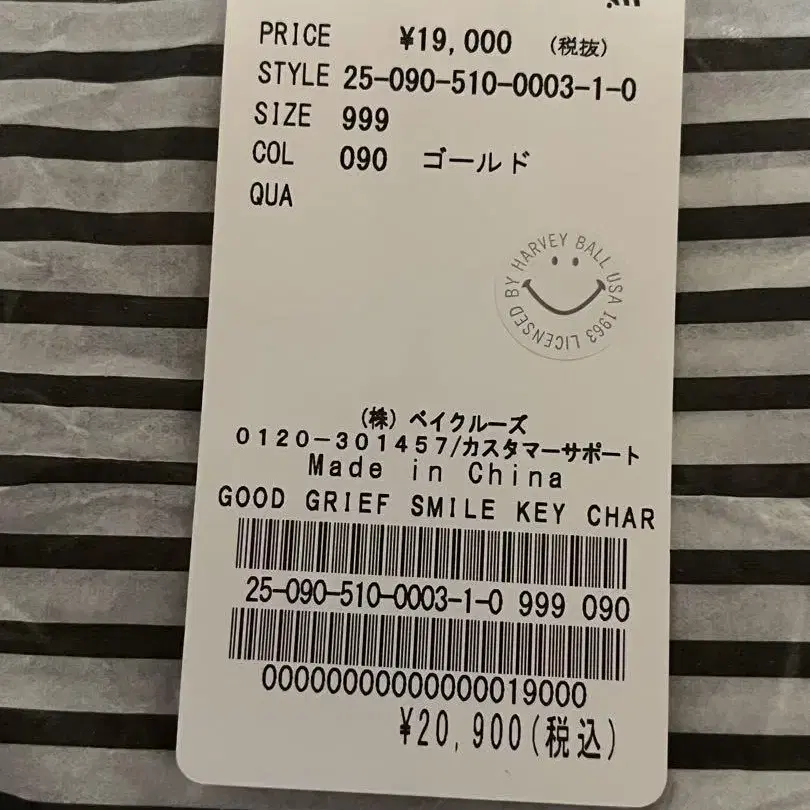 PRICE ¥19,000 (税抜)
STYLE 25-090-510-0003-1-0
SIZE 999
COL 090 ゴールド
QUA
LICENSED BY HARVEY BALL USA 1963
(株) ベイクルーズ
0120-301457/カスタマーサポート
Made in China
GOOD GRIEF SMILE KEY CHAR
25-090-510-0003-1-0 999 090
00000000000000019000
¥20,900(税込)